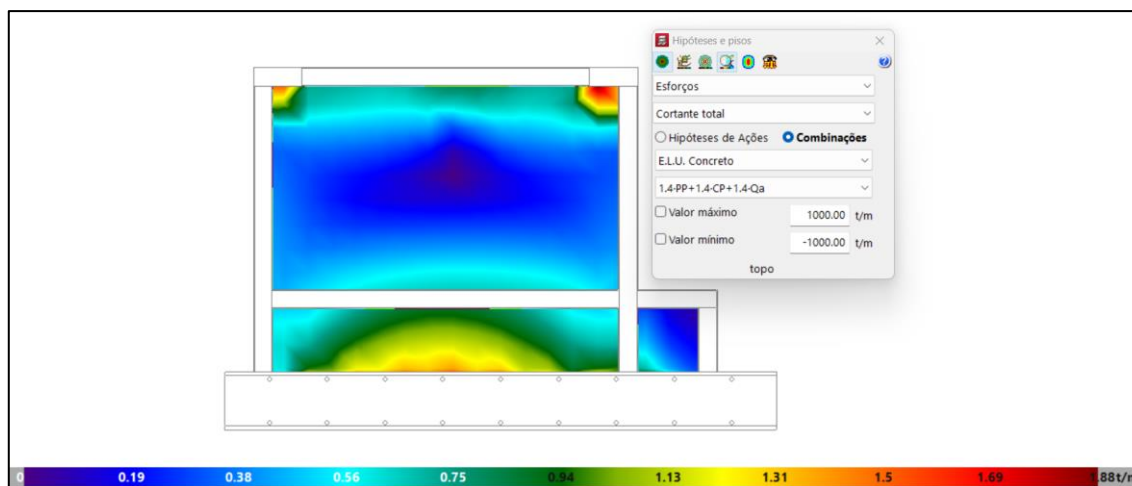 Hipóteses e pisos
Esforços
Cortante total
Hipóteses de Ações Combinações
E.L.U. Concreto
1.4·PP+1.4·CP+1.4·Qa
Valor máximo 1000.00 t/m
Valor mínimo -1000.00 t/m
topo
0 0.19 0.38 0.56 0.75 0.94 1.13 1.31 1.5 1.69 .88t/m